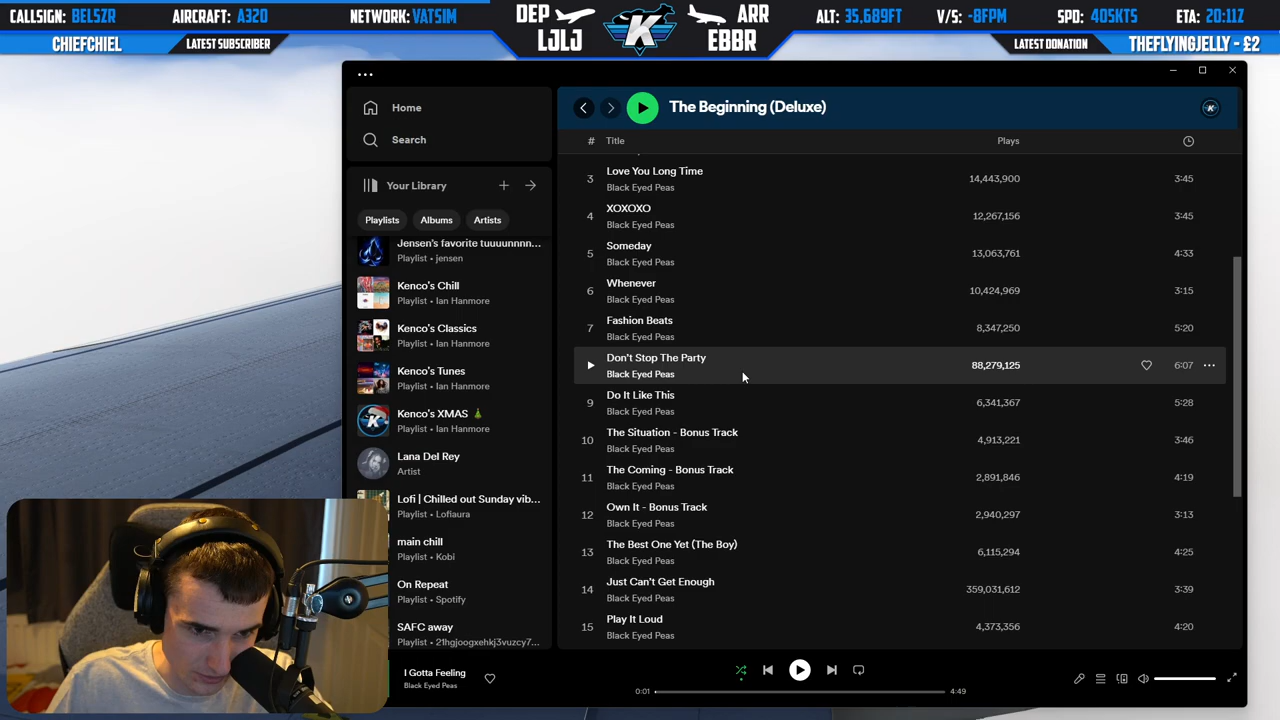 CALLSIGN: BEL5ZR
AIRCRAFT: A320
NETWORK: VATSIM
DEP
LJLJ
K
ARR
EBBR
ALT: 35,689FT
V/S: -8FPM
SPD: 405KTS
ETA: 20:11Z
CHIEFCHIEL
LATEST SUBSCRIBER
LATEST DONATION
THEFLYINGJELLY - £2
Home
Search
Your Library
Playlists
Albums
Artists
Jensen's favorite tuuuunnnn...
Playlist • jensen
Kenco's Chill
Playlist • Ian Hanmore
Kenco's Classics
Playlist • Ian Hanmore
Kenco's Tunes
Playlist • Ian Hanmore
Kenco's XMAS 🎄
Playlist • Ian Hanmore
Lana Del Rey
Artist
Lofi | Chilled out Sunday vib...
Playlist • Lofiaura
main chill
Playlist • Kobi
On Repeat
Playlist • Spotify
SAFC away
Playlist • 21hgjoogxehkj3vuzcy7...
The Beginning (Deluxe)
K
# Title Plays
3 Love You Long Time 14,443,900 3:45
Black Eyed Peas
4 XOXOXO 12,267,156 3:45
Black Eyed Peas
5 Someday 13,063,761 4:33
Black Eyed Peas
6 Whenever 10,424,969 3:15
Black Eyed Peas
7 Fashion Beats 8,347,250 5:20
Black Eyed Peas
Don't Stop The Party 88,279,125 6:07
Black Eyed Peas
9 Do It Like This 6,341,367 5:28
Black Eyed Peas
10 The Situation - Bonus Track 4,913,221 3:46
Black Eyed Peas
11 The Coming - Bonus Track 2,891,846 4:19
Black Eyed Peas
12 Own It - Bonus Track 2,940,297 3:13
Black Eyed Peas
13 The Best One Yet (The Boy) 6,115,294 4:25
Black Eyed Peas
14 Just Can't Get Enough 359,031,612 3:39
Black Eyed Peas
15 Play It Loud 4,373,356 4:20
Black Eyed Peas
I Gotta Feeling
Black Eyed Peas
0:01
4:49